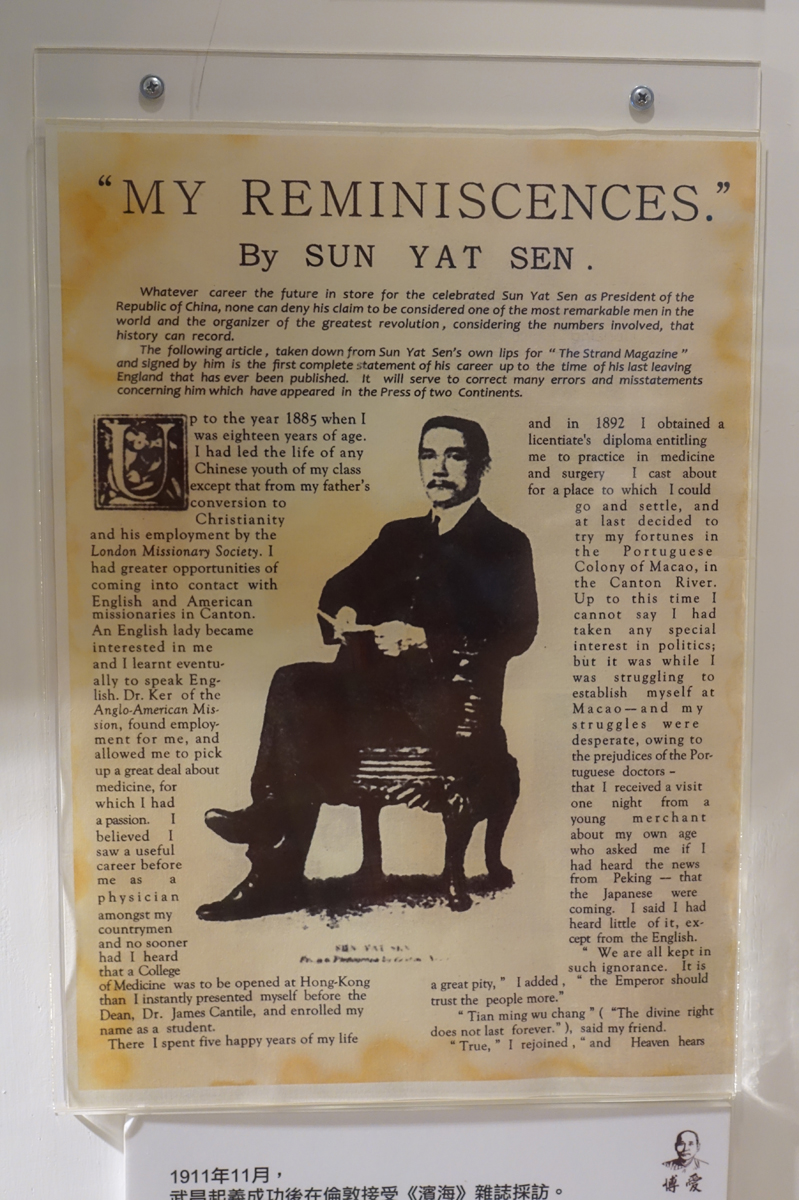 “MY REMINISCENCES.”
By SUN YAT SEN.
Whatever career the future in store for the celebrated Sun Yat Sen as President of the
Republic of China, none can deny his claim to be considered one of the most remarkable men in the
world and the organizer of the greatest revolution, considering the numbers involved, that
history can record.
The following article, taken down from Sun Yat Sen's own lips for “The Strand Magazine”
and signed by him is the first complete statement of his career up to the time of his last leaving
England that has ever been published. It will serve to correct many errors and misstatements
concerning him which have appeared in the Press of two Continents.
Up to the year 1885 when I
was eighteen years of age.
I had led the life of any
Chinese youth of my class
except that from my father's
conversion to
Christianity
and his employment by the
London Missionary Society. I
had greater opportunities of
coming into contact with
English and American
missionaries in Canton.
An English lady became
interested in me
and I learnt eventu-
ally to speak Eng-
lish. Dr. Ker of the
Anglo-American Mis-
sion, found employ-
ment for me, and
allowed me to pick
up a great deal about
medicine, for
which I had
a passion. I
believed I
saw a useful
career before
me as a
physician
amongst my
countrymen
and no sooner
had I heard
that a College
of Medicine was to be opened at Hong-Kong
than I instantly presented myself before the
Dean, Dr. James Cantile, and enrolled my
name as a student.
There I spent five happy years of my life
SUN YAT SEN
and in 1892 I obtained a
licentiate's diploma entitling
me to practice in medicine
and surgery I cast about
for a place to which I could
go and settle, and
at last decided to
try my fortunes in
the Portuguese
Colony of Macao, in
the Canton River.
Up to this time I
cannot say I had
taken any special
interest in politics;
but it was while I
was struggling to
establish myself at
Macao—and my
struggles were
desperate, owing to
the prejudices of the Por-
tuguese doctors –
that I received a visit
one night from a
young merchant
about my own age
who asked me if I
had heard the news
from Peking — that
the Japanese were
coming. I said I had
heard little of it, ex-
cept from the English.
“We are all kept in
such ignorance. It is
a great pity,” I added, “the Emperor should
trust the people more.”
“Tian ming wu chang” (“The divine right
does not last forever.”), said my friend.
“True,” I rejoined, “and Heaven hears
1911年11月，
武昌起義成功後在倫敦接受《濱海》雜誌採訪。
博愛